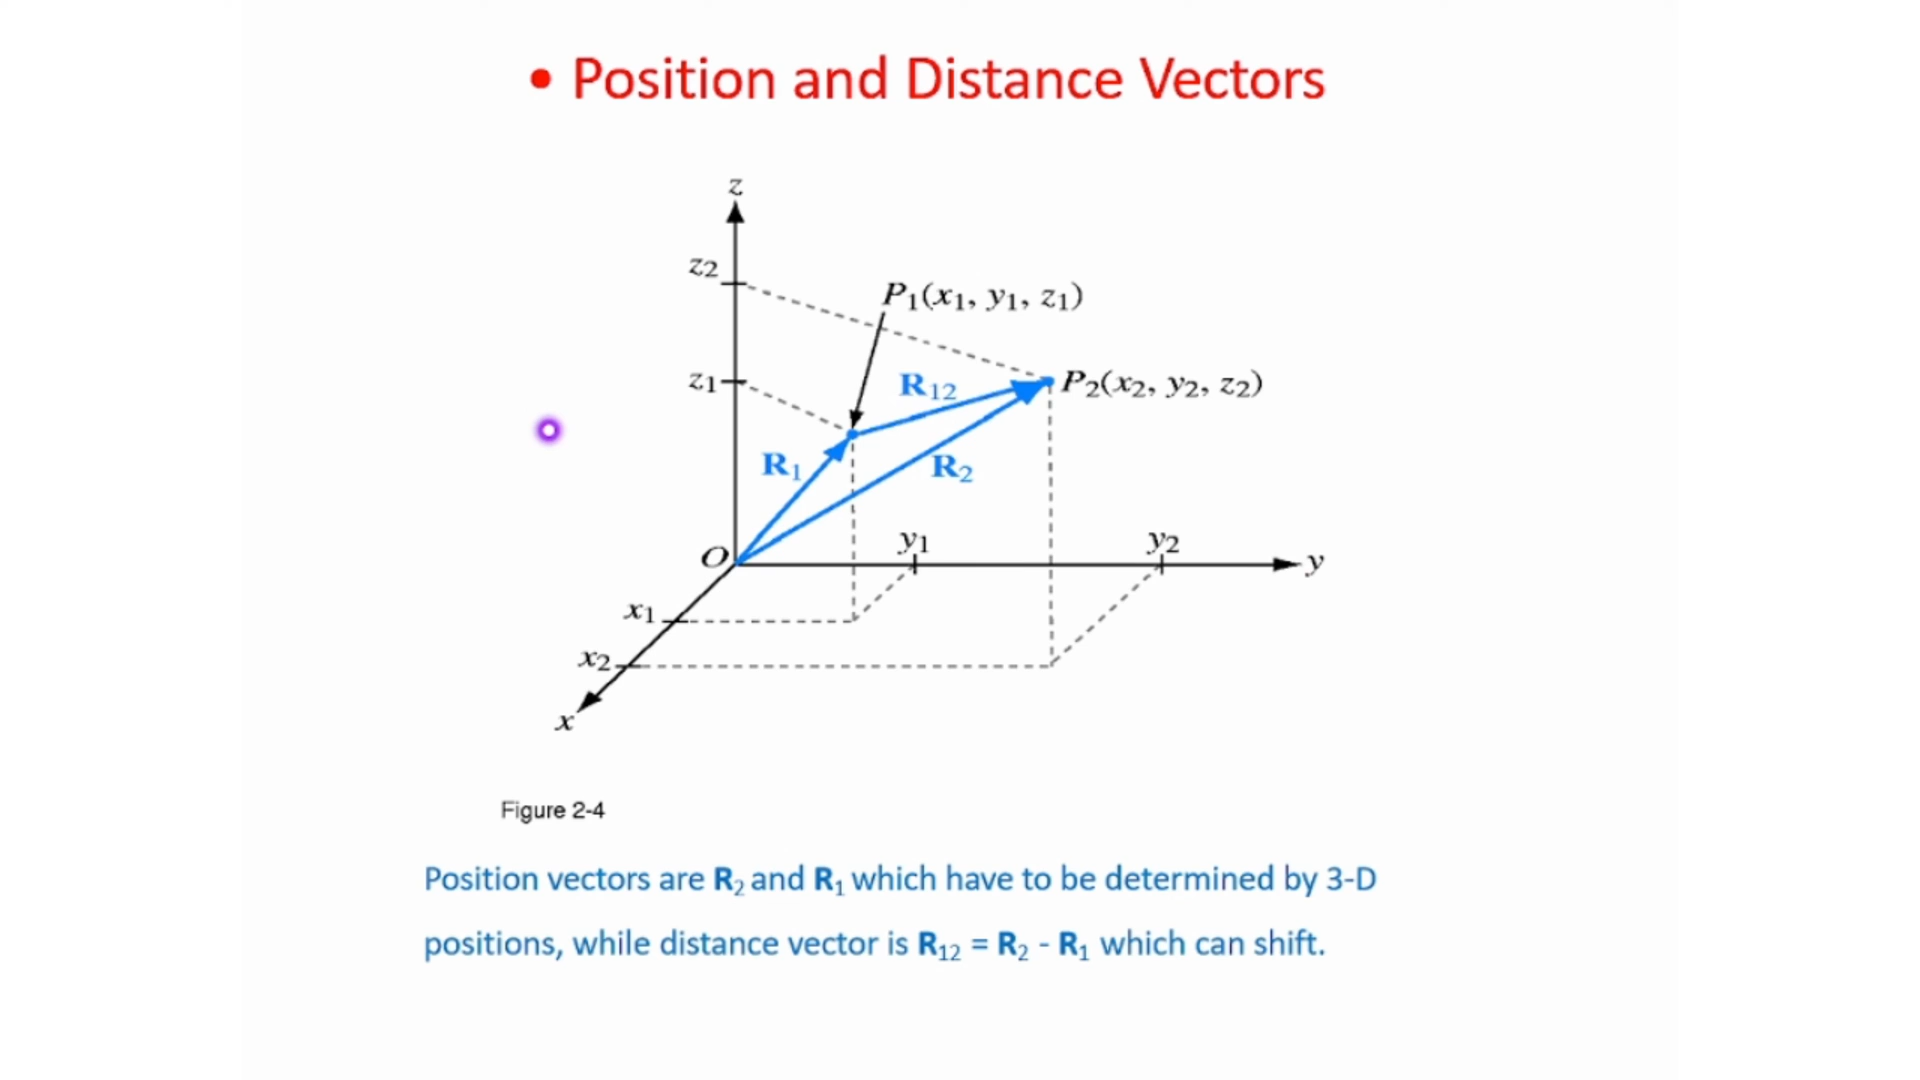 • Position and Distance Vectors
z
z₂
P₁(x₁, y₁, z₁)
z₁
R₁₂
P₂(x₂, y₂, z₂)
R₁
R₂
O
y₁
y₂
y
x₁
x₂
x
Figure 2-4
Position vectors are R₂ and R₁ which have to be determined by 3-D
positions, while distance vector is R₁₂ = R₂ - R₁ which can shift.